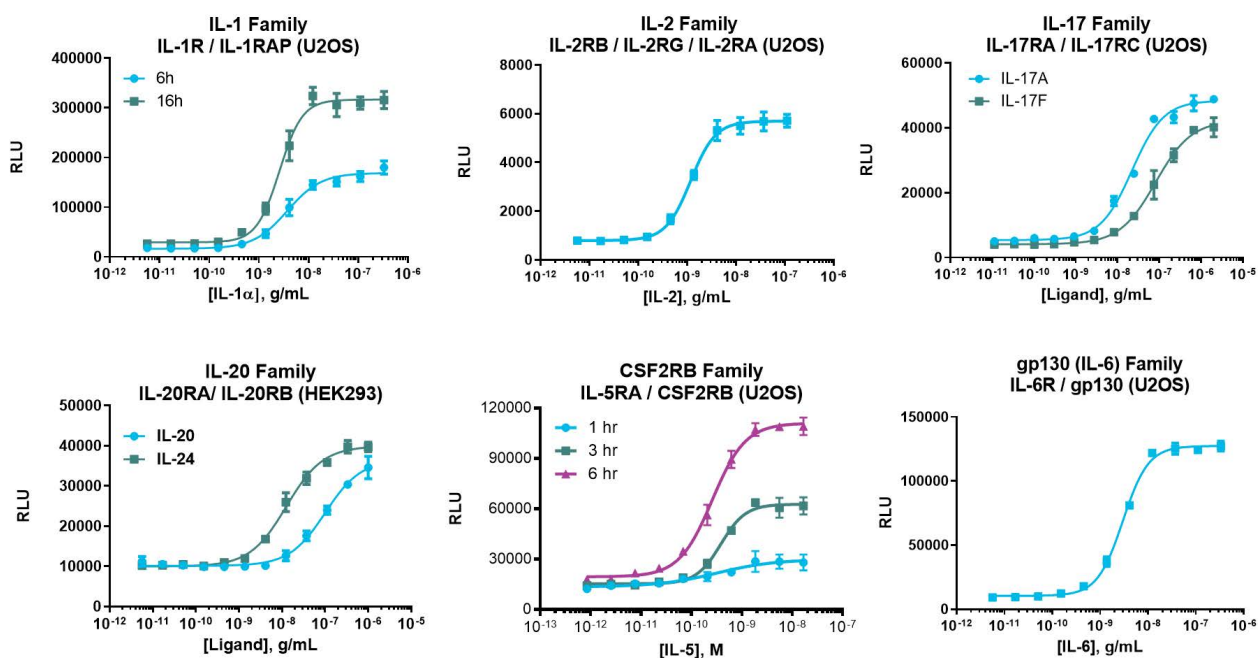 IL-1 Family
IL-1R / IL-1RAP (U2OS)
400000
300000
200000
100000
0
RLU
6h
16h
10-12
10-11
10-10
10-9
10-8
10-7
10-6
[IL-1α], g/mL
IL-2 Family
IL-2RB / IL-2RG / IL-2RA (U2OS)
8000
6000
4000
2000
0
RLU
10-12
10-11
10-10
10-9
10-8
10-7
10-6
[IL-2], g/mL
IL-17 Family
IL-17RA / IL-17RC (U2OS)
60000
40000
20000
0
RLU
IL-17A
IL-17F
10-12
10-11
10-10
10-9
10-8
10-7
10-6
10-5
[Ligand], g/mL
IL-20 Family
IL-20RA/ IL-20RB (HEK293)
50000
40000
30000
20000
10000
0
RLU
IL-20
IL-24
10-12
10-11
10-10
10-9
10-8
10-7
10-6
10-5
[Ligand], g/mL
CSF2RB Family
IL-5RA / CSF2RB (U2OS)
120000
90000
60000
30000
0
RLU
1 hr
3 hr
6 hr
10-13
10-12
10-11
10-10
10-9
10-8
10-7
[IL-5], M
gp130 (IL-6) Family
IL-6R / gp130 (U2OS)
150000
100000
50000
0
RLU
10-12
10-11
10-10
10-9
10-8
10-7
10-6
[IL-6], g/mL